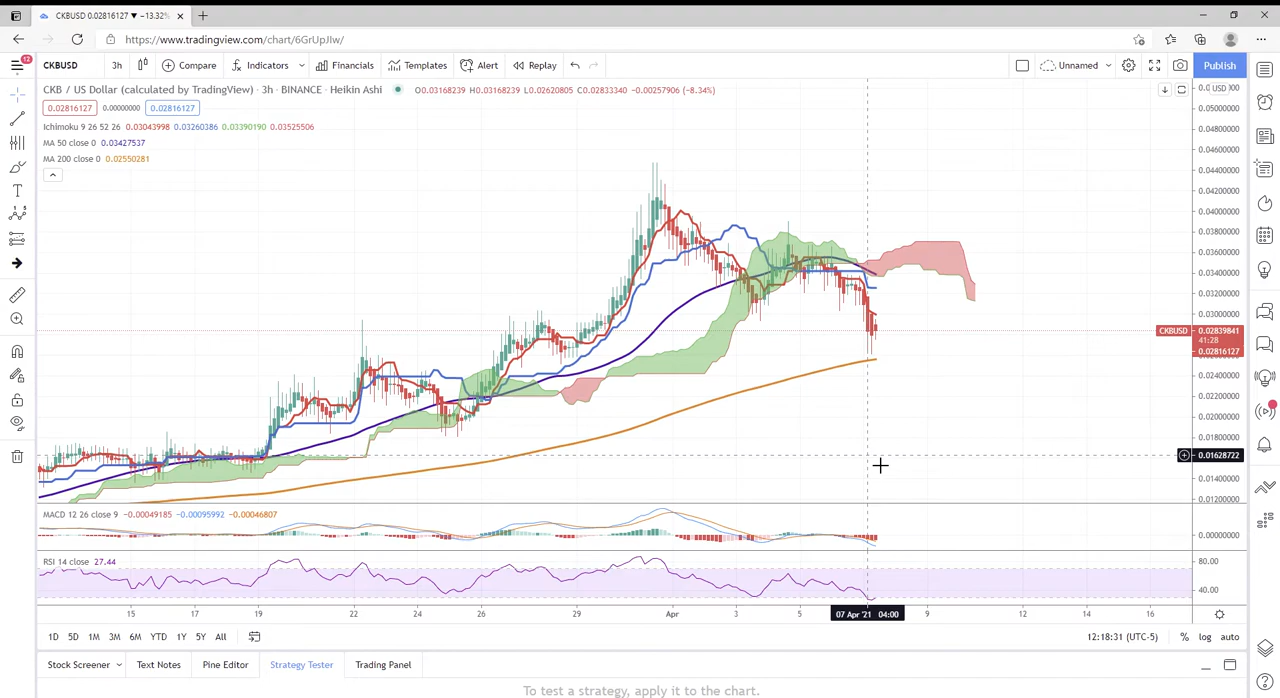 CKBUSD 0.02816127 ▼ −13.32%
https://www.tradingview.com/chart/6GrUpJIw/
12
CKBUSD 3h Compare Indicators Financials Templates Alert Replay Unnamed Publish
CKB / US Dollar (calculated by TradingView) · 3h · BINANCE · Heikin Ashi O0.03168239 H0.03168239 L0.02620805 C0.02833340 −0.00257906 (−8.34%)
0.02816127 0.00000000 0.02816127
Ichimoku 9 26 52 26 0.03043998 0.03260386 0.03390190 0.03525506
MA 50 close 0 0.03427537
MA 200 close 0 0.02550281
USD
0.05000000
0.04800000
0.04600000
0.04400000
0.04200000
0.04000000
0.03800000
0.03600000
0.03400000
0.03200000
0.03000000
CKBUSD 0.02839841
41:28
0.02816127
0.02400000
0.02200000
0.02000000
0.01800000
0.01628722
0.01400000
0.01200000
MACD 12 26 close 9 −0.00049185 −0.00095992 −0.00046807
0.00000000
RSI 14 close 27.44
80.00
40.00
15 17 19 22 24 26 29 Apr 3 5 07 Apr '21 04:00 9 12 14 16
1D 5D 1M 3M 6M YTD 1Y 5Y All 12:18:31 (UTC-5) % log auto
Stock Screener Text Notes Pine Editor Strategy Tester Trading Panel
To test a strategy, apply it to the chart.